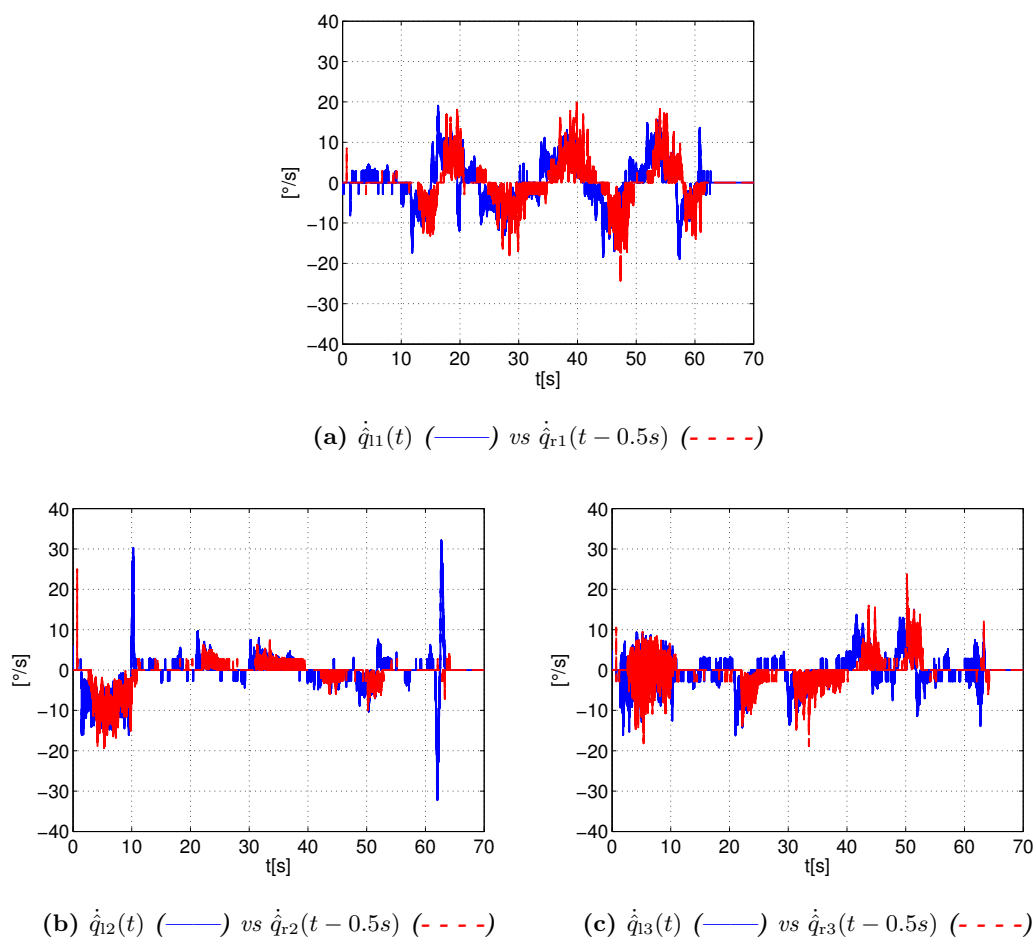 40
30
20
10
0
−10
−20
−30
−40
[°/s]
0 10 20 30 40 50 60 70
t[s]
(a) q̂̇l1(t) (———) vs q̂̇r1(t − 0.5s) (- - - -)
40
30
20
10
0
−10
−20
−30
−40
[°/s]
0 10 20 30 40 50 60 70
t[s]
(b) q̂̇l2(t) (———) vs q̂̇r2(t − 0.5s) (- - - -)
40
30
20
10
0
−10
−20
−30
−40
[°/s]
0 10 20 30 40 50 60 70
t[s]
(c) q̂̇l3(t) (———) vs q̂̇r3(t − 0.5s) (- - - -)